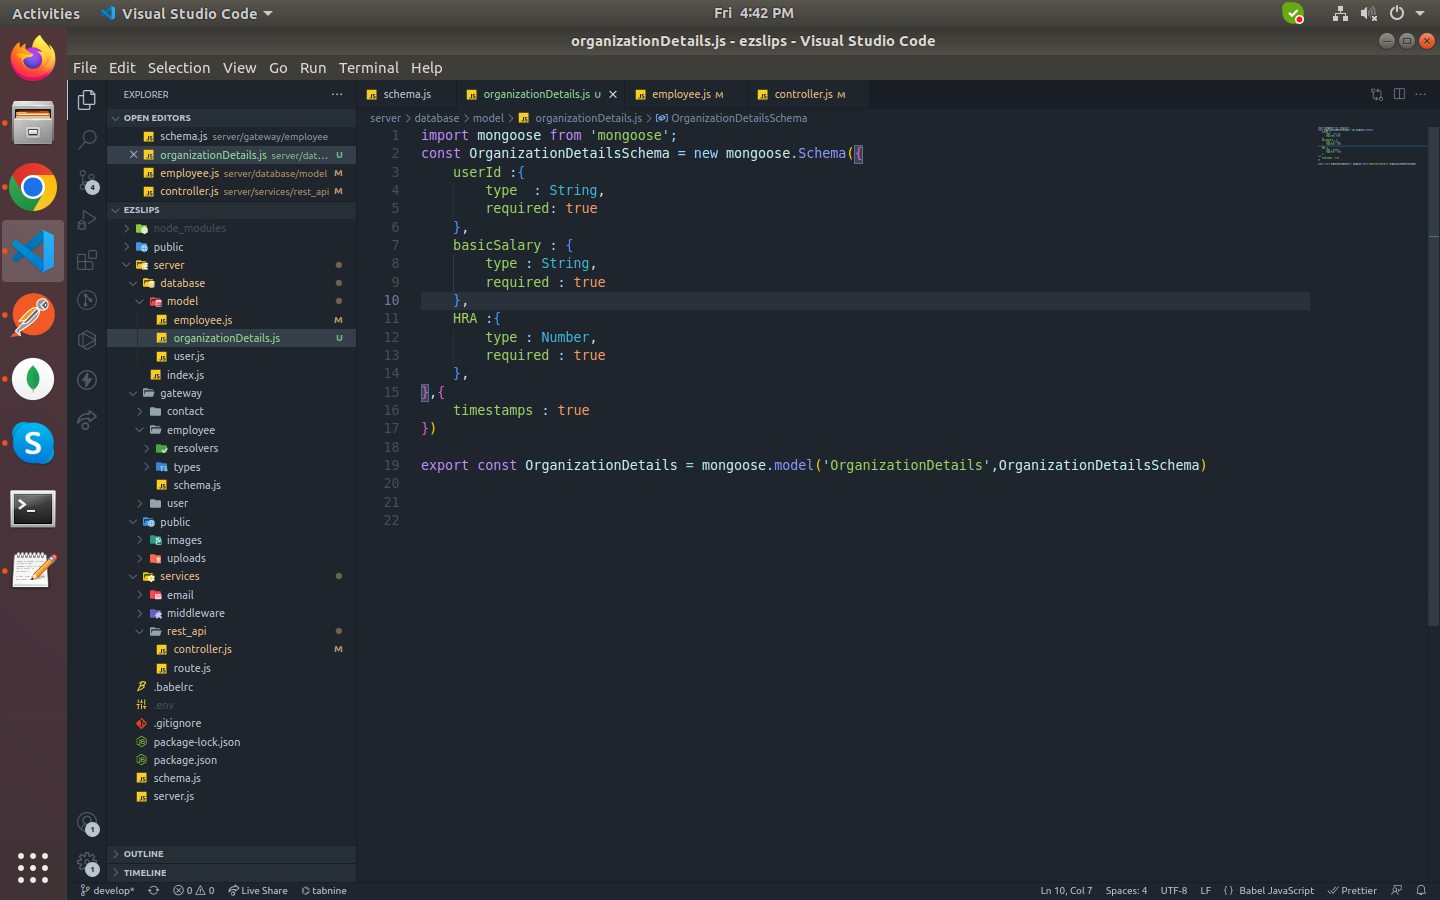 Activities
Visual Studio Code
Fri 4:42 PM
organizationDetails.js - ezslips - Visual Studio Code
File Edit Selection View Go Run Terminal Help
EXPLORER
OPEN EDITORS
schema.js server/gateway/employee
organizationDetails.js server/dat... U
employee.js server/database/model M
controller.js server/services/rest_api M
4
EZSLIPS
node_modules
public
server
database
model
employee.js M
organizationDetails.js U
user.js
index.js
gateway
contact
employee
resolvers
types
schema.js
user
public
images
uploads
services
email
middleware
rest_api
controller.js M
route.js
.babelrc
.env
.gitignore
package-lock.json
package.json
schema.js
server.js
1
OUTLINE
1
TIMELINE
schema.js organizationDetails.js U employee.js M controller.js M
server > database > model > organizationDetails.js > OrganizationDetailsSchema
1 import mongoose from 'mongoose';
2 const OrganizationDetailsSchema = new mongoose.Schema({
3 userId :{
4 type  : String,
5 required: true
6 },
7 basicSalary : {
8 type : String,
9 required : true
10 },
11 HRA :{
12 type : Number,
13 required : true
14 },
15 },{
16 timestamps : true
17 })
18
19 export const OrganizationDetails = mongoose.model('OrganizationDetails',OrganizationDetailsSchema)
20
21
22
develop* 0 0 Live Share tabnine
Ln 10, Col 7 Spaces: 4 UTF-8 LF {} Babel JavaScript Prettier